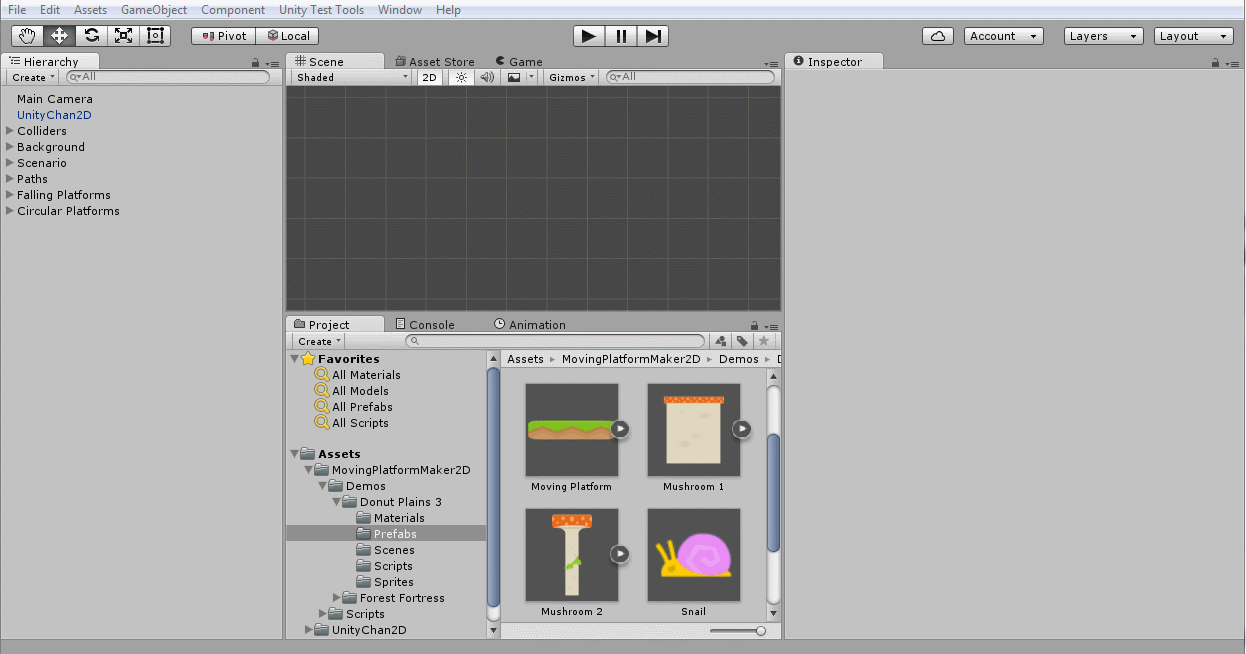 File Edit Assets GameObject Component Unity Test Tools Window Help
Pivot Local Account Layers Layout
Hierarchy
Create All
Main Camera
UnityChan2D
Colliders
Background
Scenario
Paths
Falling Platforms
Circular Platforms
Scene Asset Store Game
Shaded 2D Gizmos All
Project Console Animation
Create
Favorites
All Materials
All Models
All Prefabs
All Scripts
Assets
MovingPlatformMaker2D
Demos
Donut Plains 3
Materials
Prefabs
Scenes
Scripts
Sprites
Forest Fortress
Scripts
UnityChan2D
Assets MovingPlatformMaker2D Demos
Moving Platform Mushroom 1
Mushroom 2 Snail
Inspector